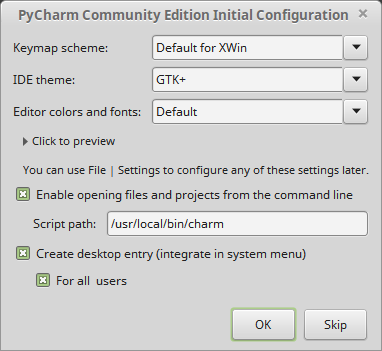 PyCharm Community Edition Initial Configuration
Keymap scheme: Default for XWin
IDE theme: GTK+
Editor colors and fonts: Default
Click to preview
You can use File | Settings to configure any of these settings later.
Enable opening files and projects from the command line
Script path: /usr/local/bin/charm
Create desktop entry (integrate in system menu)
For all users
OK Skip